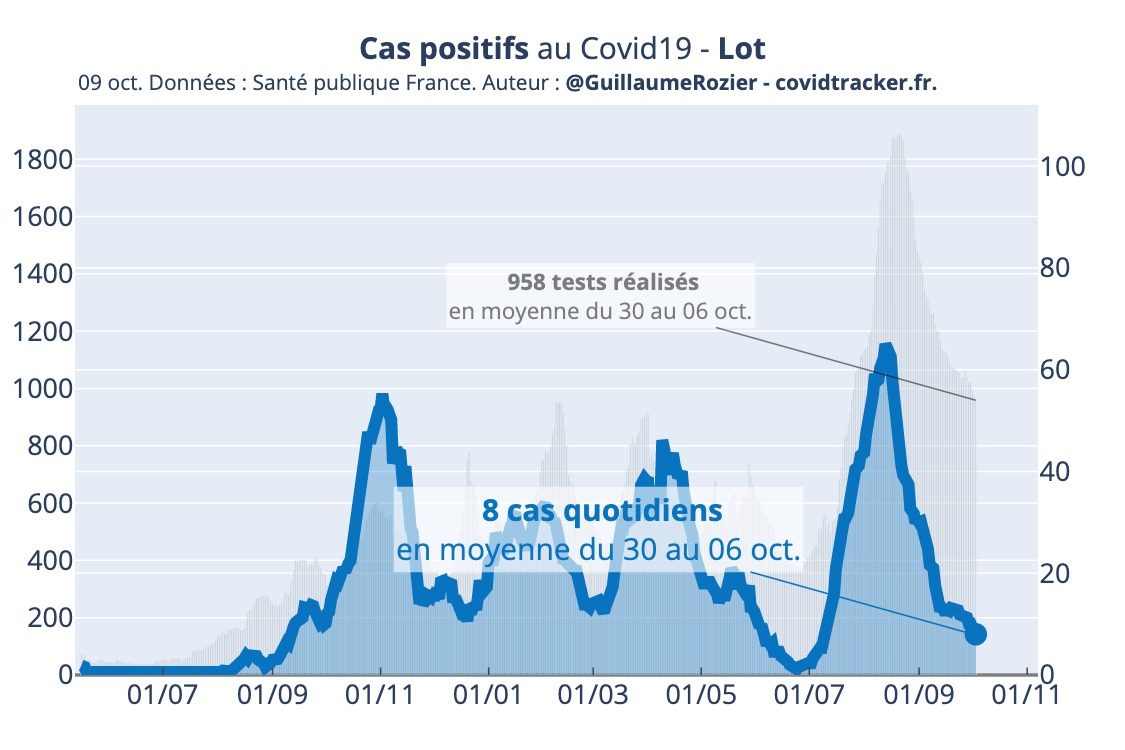 Cas positifs au Covid19 - Lot
09 oct. Données : Santé publique France. Auteur : @GuillaumeRozier - covidtracker.fr.
1800
1600
1400
1200
1000
800
600
400
200
0
100
80
60
40
20
0
958 tests réalisés
en moyenne du 30 au 06 oct.
8 cas quotidiens
en moyenne du 30 au 06 oct.
01/07 01/09 01/11 01/01 01/03 01/05 01/07 01/09 01/11